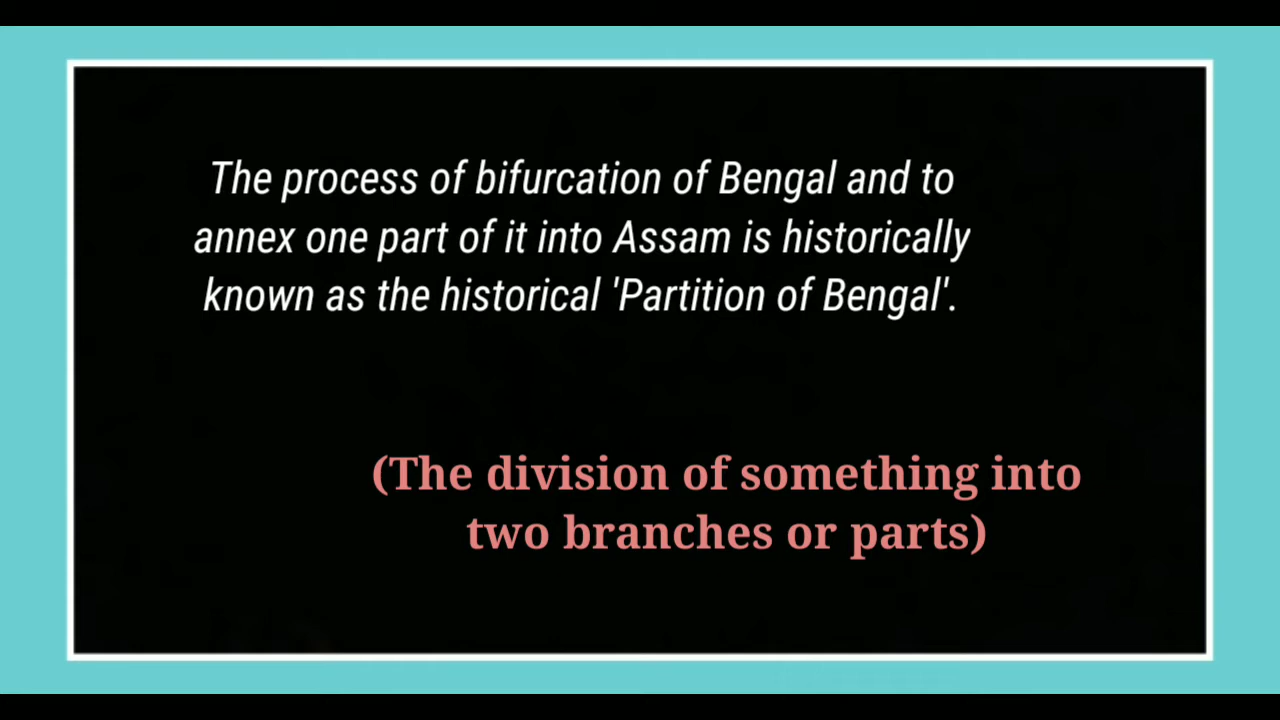 The process of bifurcation of Bengal and to
annex one part of it into Assam is historically
known as the historical 'Partition of Bengal'.
(The division of something into
two branches or parts)